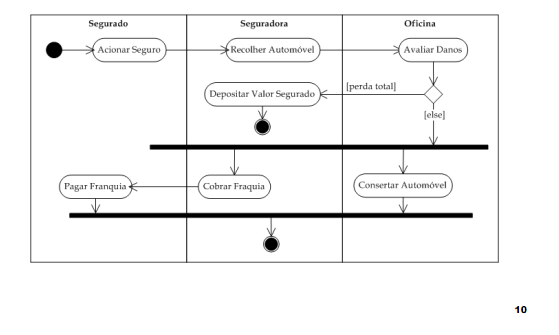 Segurado
Seguradora
Oficina
Acionar Seguro
Recolher Automóvel
Avaliar Danos
[perda total]
Depositar Valor Segurado
[else]
Pagar Franquia
Cobrar Fraquia
Consertar Automóvel
10